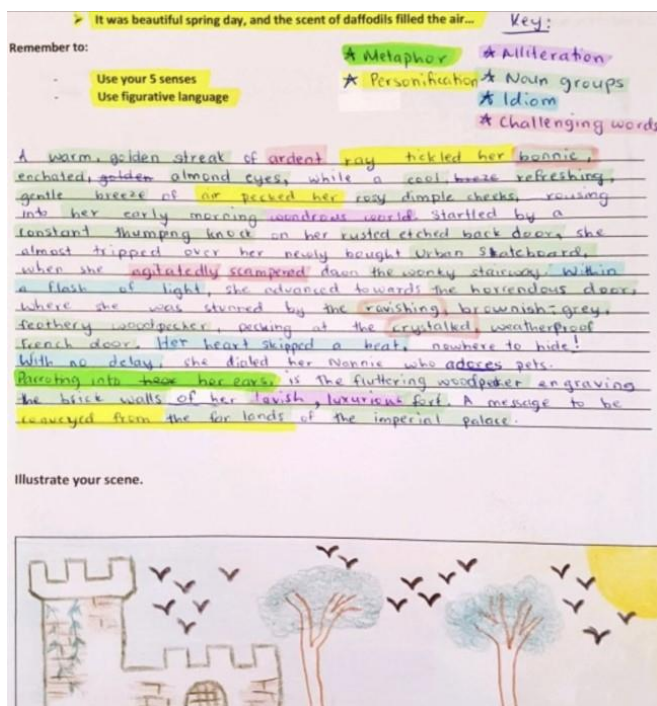 ➤ It was beautiful spring day, and the scent of daffodils filled the air...
Key:
Remember to:
- Use your 5 senses
- Use figurative language
★ Metaphor
★ Alliteration
★ Personification
★ Noun groups
★ Idiom
★ Challenging words
A warm, golden streak of ardent ray tickled her bonnie,
enchated, golden almond eyes, while a cool, breeze refreshing,
gentle breeze of air pecked her rosy dimple cheeks, rousing
into her early morning wondrous world. Startled by a
constant thumpng knock on her rusted etched back door, she
almost tripped over her newly bought urban skateboard,
when she agitatedly scampered down the wonky stairway. Within
a flash of light, she advanced towards the horrendous door,
where she was stunned by the ravishing, brownish-grey,
feathery woodpecker, pecking at the crystalled, weatherproof
French door. Her heart skipped a beat, nowhere to hide!
With no delay, she dialed her Nannie who adores pets.
Parroting into her ears, is the fluttering woodpeker engraving
the brick walls of her lavish, luxurious fort. A message to be
conveyed from the far lands of the imperial palace.
Illustrate your scene.